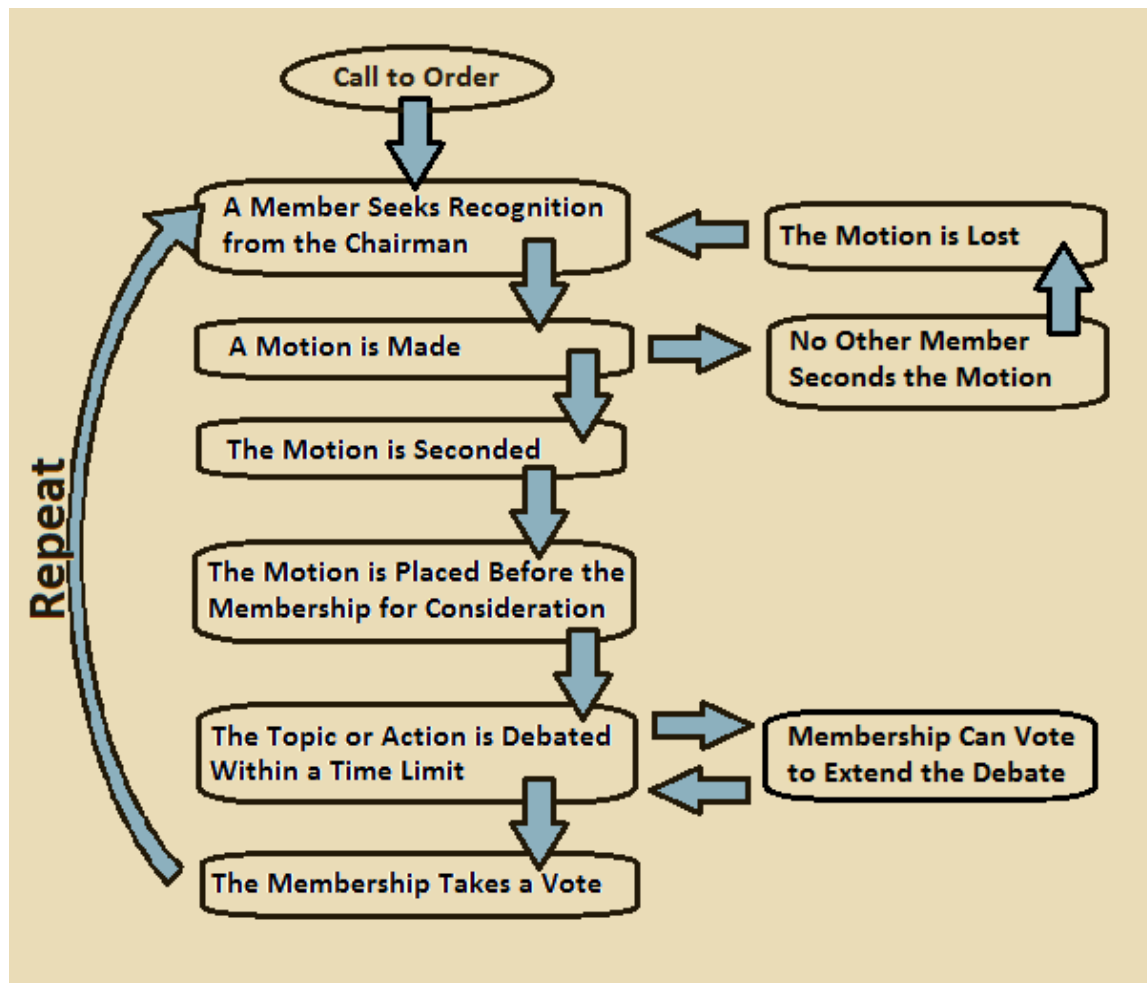 Call to Order
A Member Seeks Recognition
from the Chairman
The Motion is Lost
A Motion is Made
No Other Member
Seconds the Motion
The Motion is Seconded
Repeat
The Motion is Placed Before the
Membership for Consideration
The Topic or Action is Debated
Within a Time Limit
Membership Can Vote
to Extend the Debate
The Membership Takes a Vote